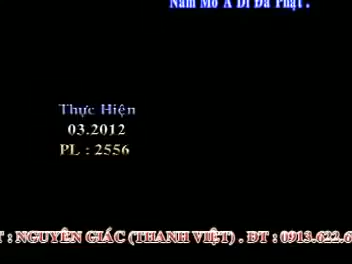 Nam Mô A Di Đà Phật .
Thực Hiện
03.2012
PL : 2556
: NGUYÊN GIÁC (THANH VIỆT) . ĐT : 0913.622.6